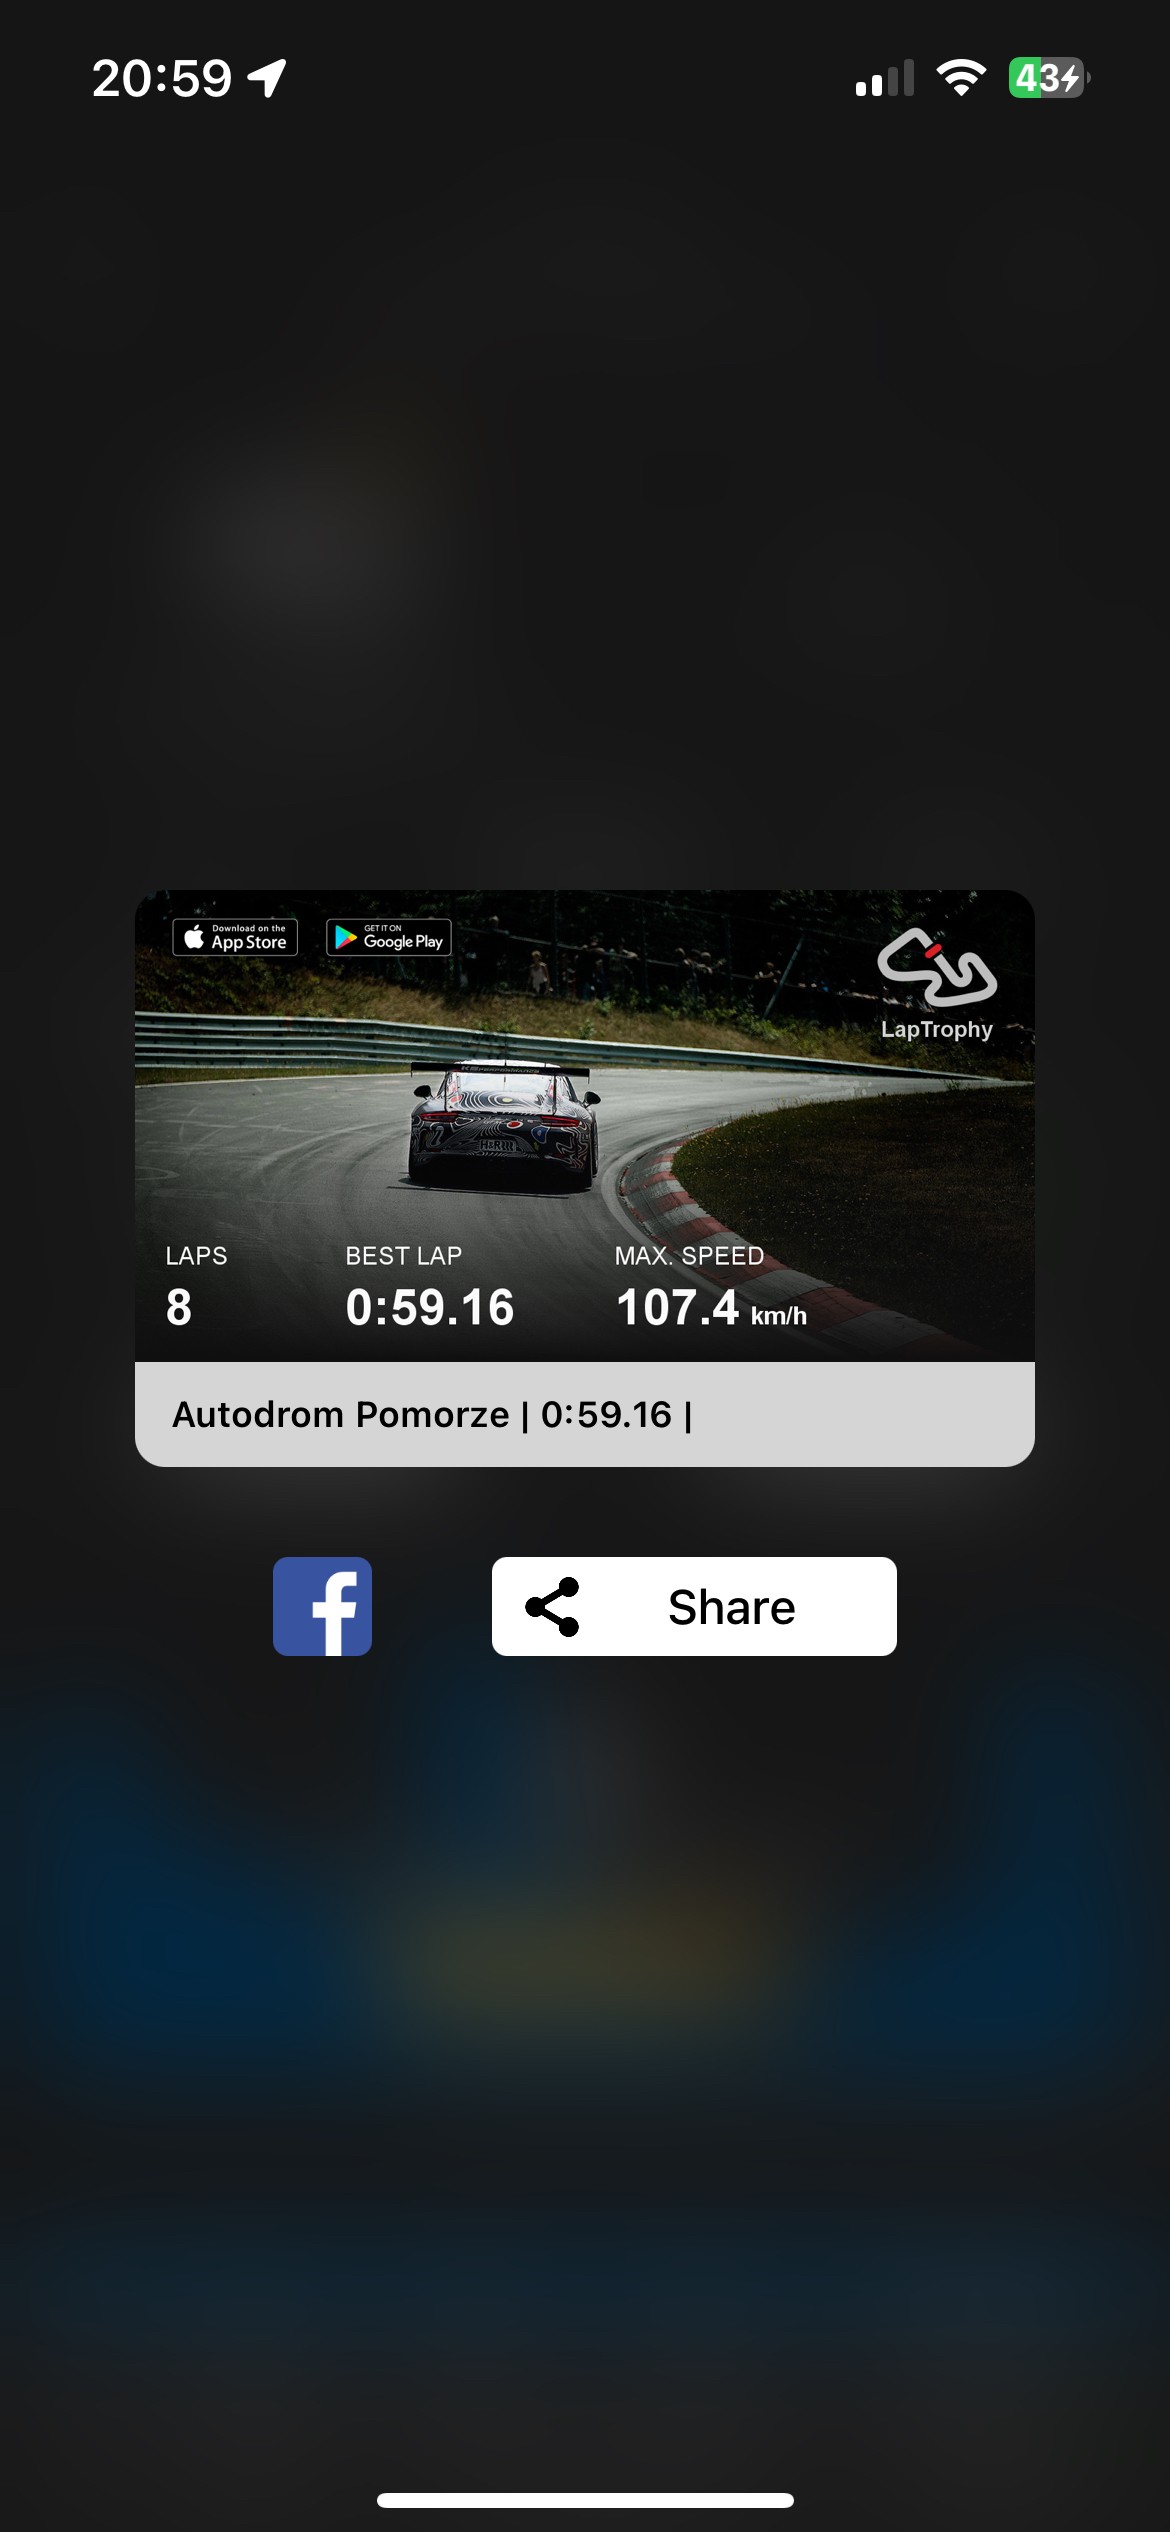 20:59
43
Download on the
App Store
GET IT ON
Google Play
LapTrophy
LAPS BEST LAP MAX. SPEED
8 0:59.16 107.4 km/h
Autodrom Pomorze | 0:59.16 |
Share